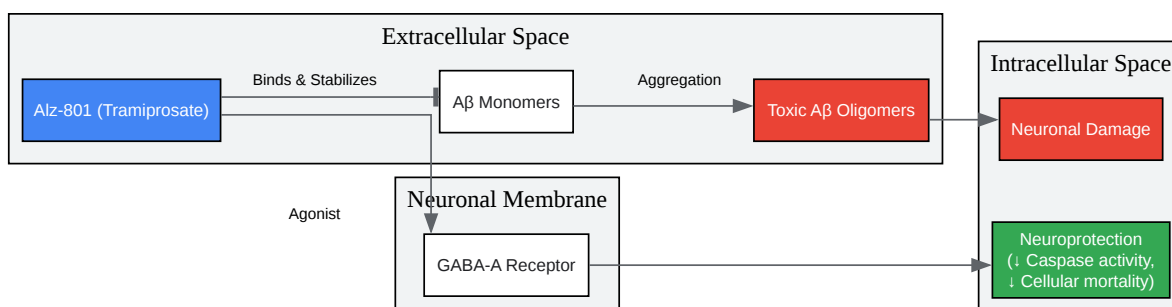 Extracellular Space
Intracellular Space
Binds & Stabilizes
Aggregation
Alz-801 (Tramiprosate)
Aβ Monomers
Toxic Aβ Oligomers
Neuronal Damage
Neuronal Membrane
Agonist
GABA-A Receptor
Neuroprotection
(↓ Caspase activity,
↓ Cellular mortality)